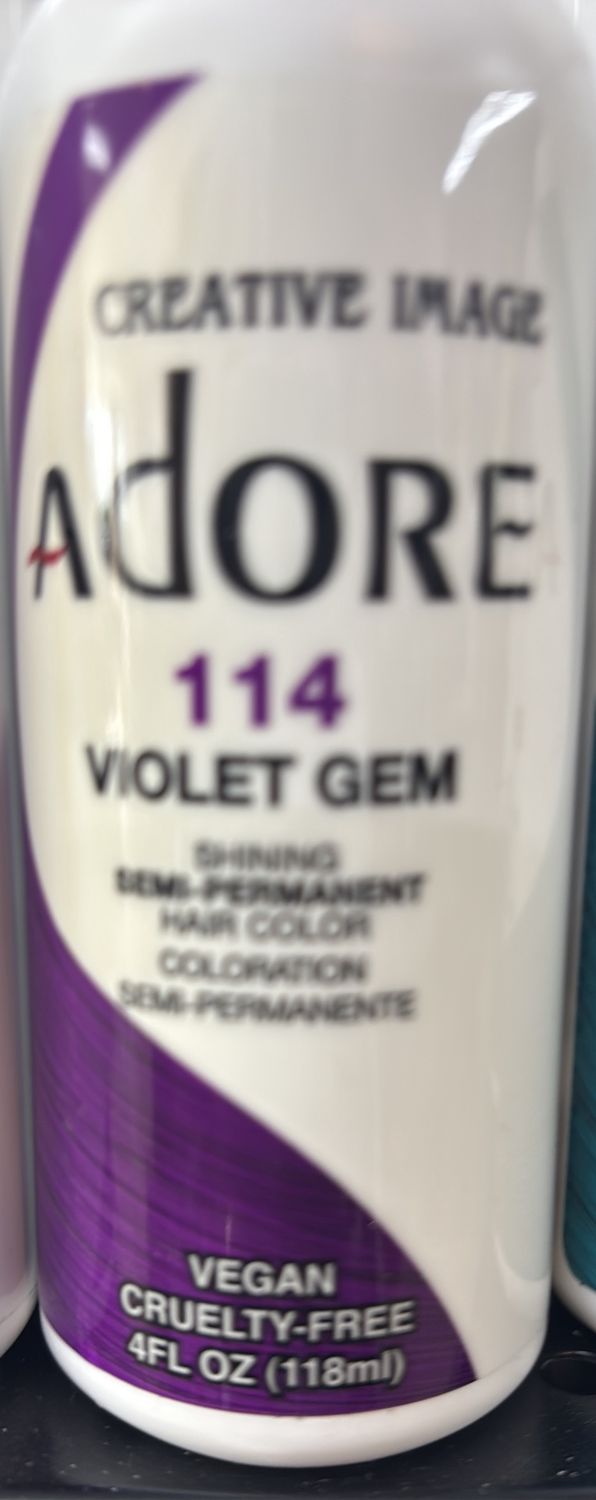 CREATIVE IMAGE
AdORE
114
VIOLET GEM
SHINING
SEMI-PERMANENT
HAIR COLOR
COLORATION
SEMI-PERMANENTE
VEGAN
CRUELTY-FREE
4FL OZ (118ml)